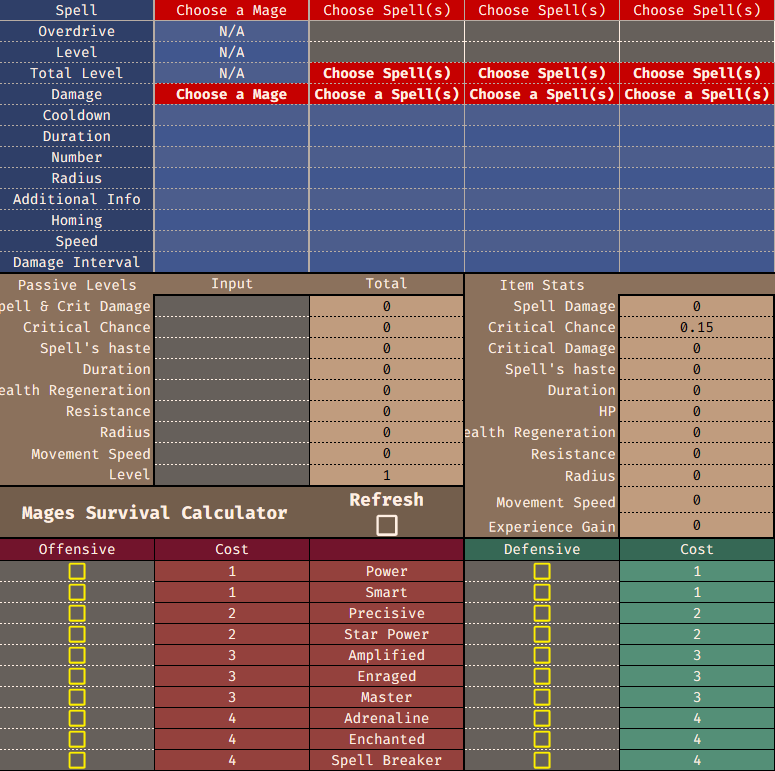 Spell Choose a Mage Choose Spell(s) Choose Spell(s) Choose Spell(s)
Overdrive N/A
Level N/A
Total Level N/A Choose Spell(s) Choose Spell(s) Choose Spell(s)
Damage Choose a Mage Choose a Spell(s) Choose a Spell(s) Choose a Spell(s)
Cooldown
Duration
Number
Radius
Additional Info
Homing
Speed
Damage Interval
Passive Levels Input Total Item Stats
pell & Crit Damage 0 Spell Damage 0
Critical Chance 0 Critical Chance 0.15
Spell's haste 0 Critical Damage 0
Duration 0 Spell's haste 0
ealth Regeneration 0 Duration 0
Resistance 0 HP 0
Radius 0 ealth Regeneration 0
Movement Speed 0 Resistance 0
Level 1 Radius 0
Mages Survival Calculator Refresh Movement Speed 0
Experience Gain 0
Offensive Cost Defensive Cost
1 Power 1
1 Smart 1
2 Precisive 2
2 Star Power 2
3 Amplified 3
3 Enraged 3
3 Master 3
4 Adrenaline 4
4 Enchanted 4
4 Spell Breaker 4